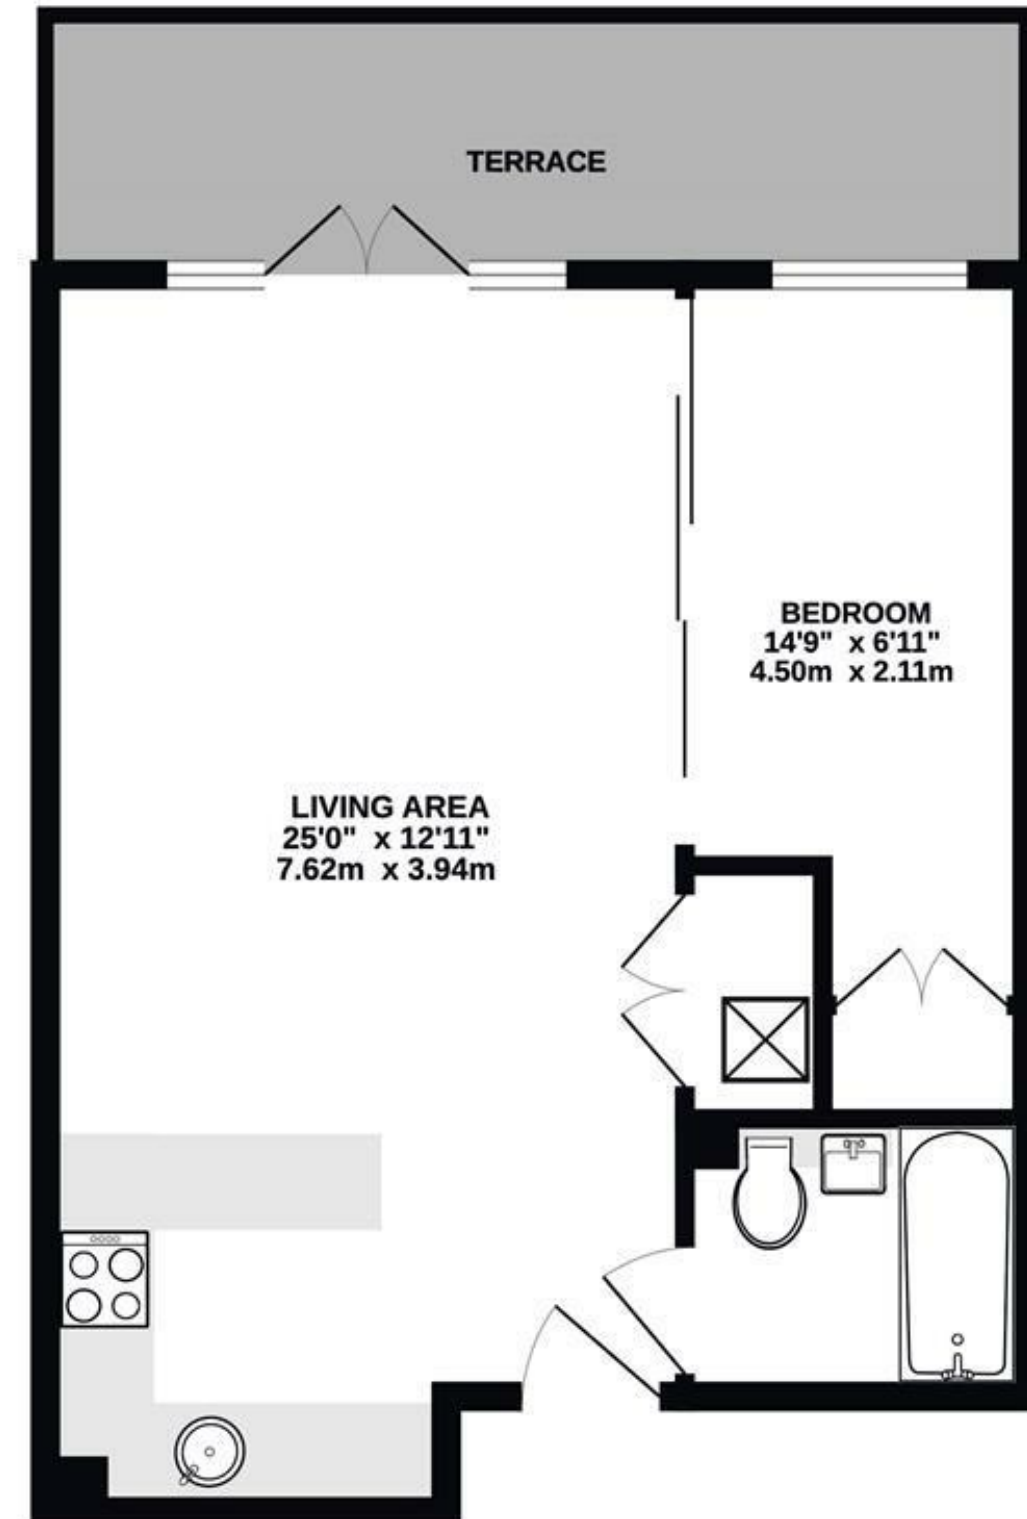 TERRACE
BEDROOM
14'9" x 6'11"
4.50m x 2.11m
LIVING AREA
25'0" x 12'11"
7.62m x 3.94m